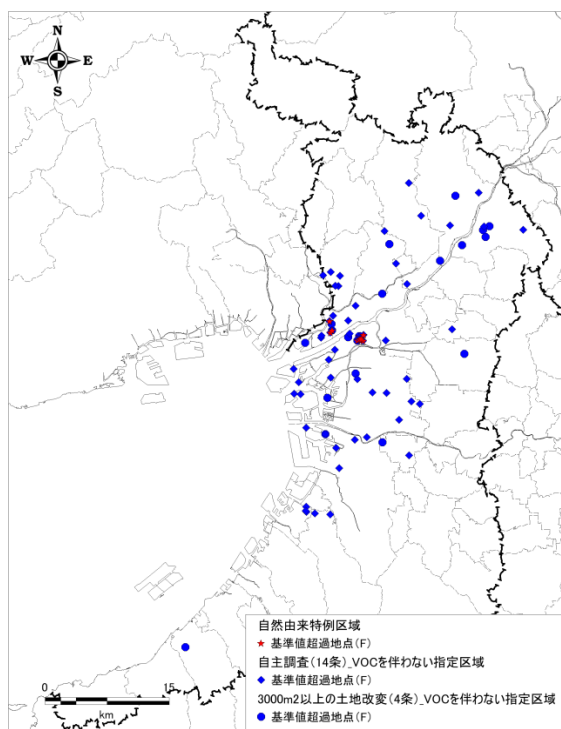 N
W E
S
自然由来特例区域
基準値超過地点(F)
自主調査(14条)_VOCを伴わない指定区域
基準値超過地点(F)
3000m2以上の土地改変(4条)_VOCを伴わない指定区域
基準値超過地点(F)
0 15
km